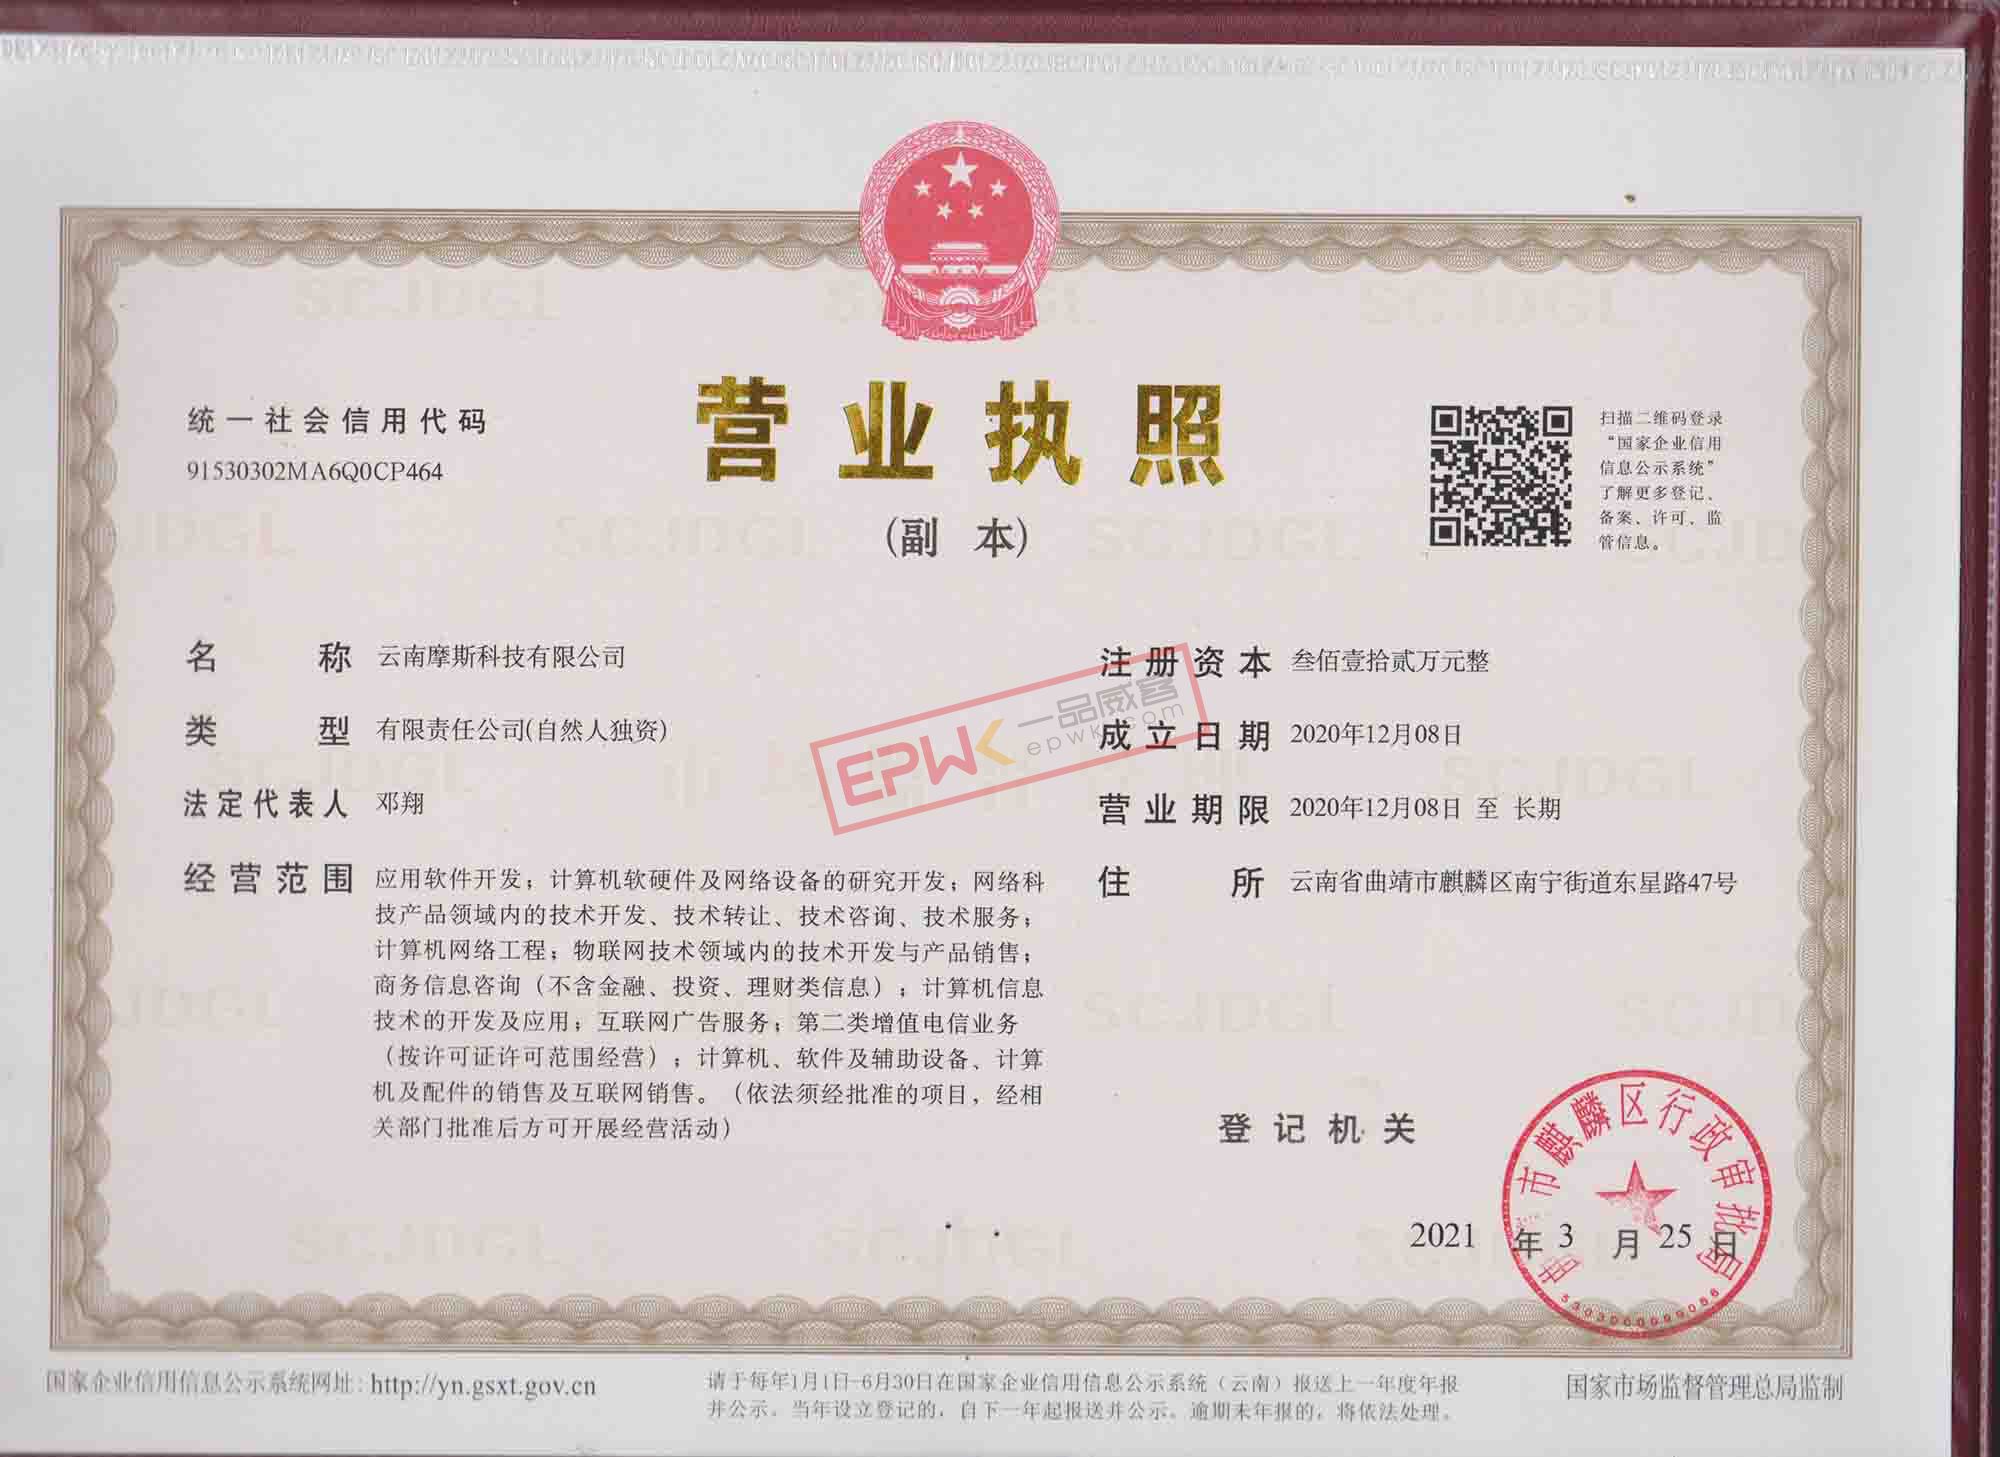 统一社会信用代码
91530302MA6Q0CP464
营业执照
(副 本)
扫描二维码登录
“国家企业信用
信息公示系统”
了解更多登记、
备案、许可、监
管信息。
名 称 云南摩斯科技有限公司
类 型 有限责任公司(自然人独资)
法定代表人 邓翔
经营范围 应用软件开发；计算机软硬件及网络设备的研究开发；网络科
技产品领域内的技术开发、技术转让、技术咨询、技术服务；
计算机网络工程；物联网技术领域内的技术开发与产品销售；
商务信息咨询（不含金融、投资、理财类信息）；计算机信息
技术的开发及应用；互联网广告服务；第二类增值电信业务
（按许可证许可范围经营）；计算机、软件及辅助设备、计算
机及配件的销售及互联网销售。（依法须经批准的项目，经相
关部门批准后方可开展经营活动）
注册资本 叁佰壹拾贰万元整
成立日期 2020年12月08日
营业期限 2020年12月08日 至 长期
住 所 云南省曲靖市麒麟区南宁街道东星路47号
EPWK 一品威客
epwk.com
登记机关
市麒麟区行政审批局
2021 年 3 月 25 日
国家企业信用信息公示系统网址: http://yn.gsxt.gov.cn
请于每年1月1日-6月30日在国家企业信用信息公示系统（云南）报送上一年度年报
并公示。当年设立登记的，自下一年起报送并公示。逾期未年报的，将依法处理。
国家市场监督管理总局监制